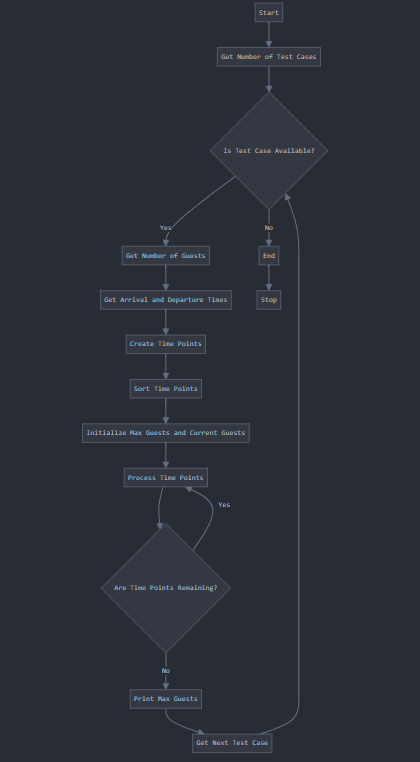 Start
Get Number of Test Cases
Is Test Case Available?
Yes
No
Get Number of Guests
End
Get Arrival and Departure Times
Stop
Create Time Points
Sort Time Points
Initialize Max Guests and Current Guests
Process Time Points
Yes
Are Time Points Remaining?
No
Print Max Guests
Get Next Test Case